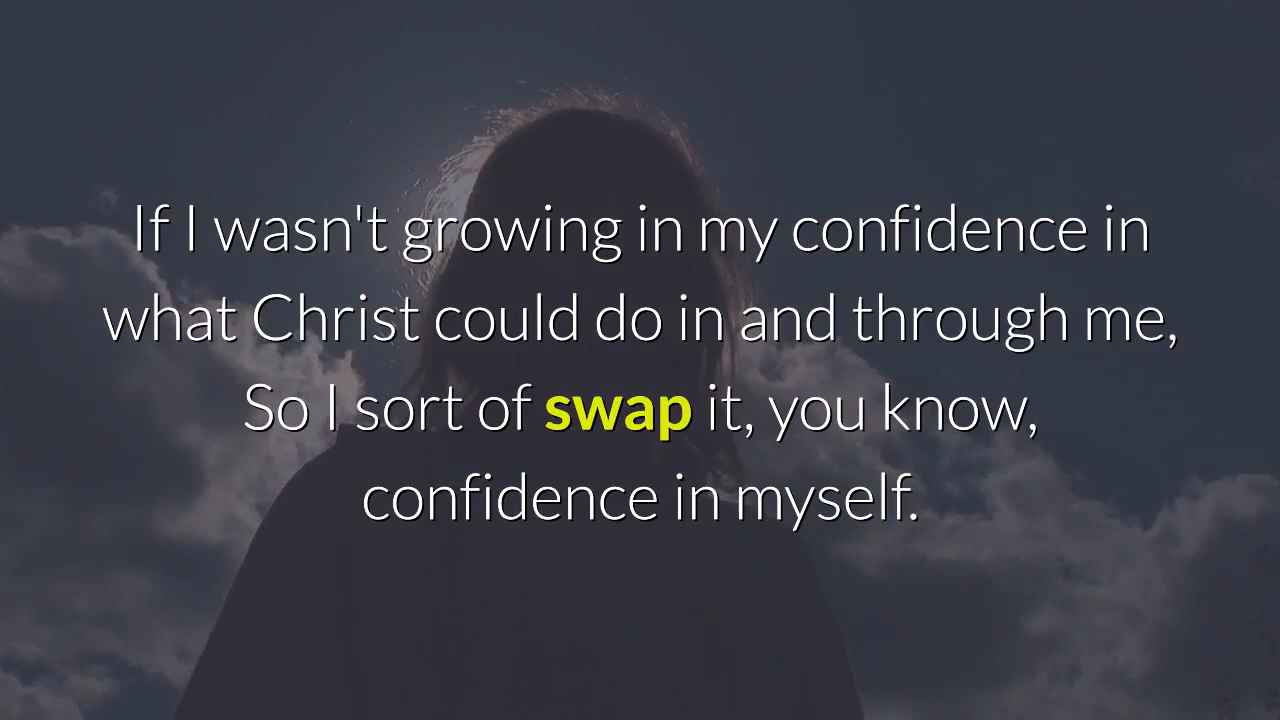 If I wasn't growing in my confidence in
what Christ could do in and through me,
So I sort of swap it, you know,
confidence in myself.